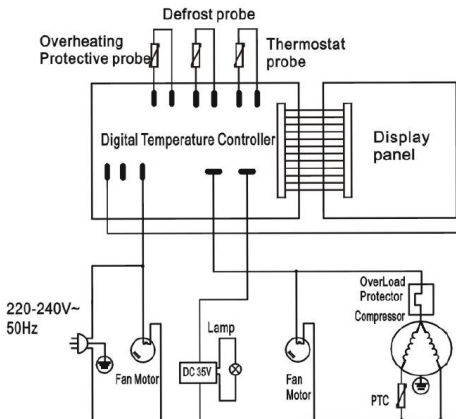 Defrost probe
Overheating
Protective probe
Thermostat
probe
Digital Temperature Controller
Display
panel
220-240V~
50Hz
Fan Motor
DC 35V
Lamp
Fan
Motor
OverLoad
Protector
Compressor
PTC